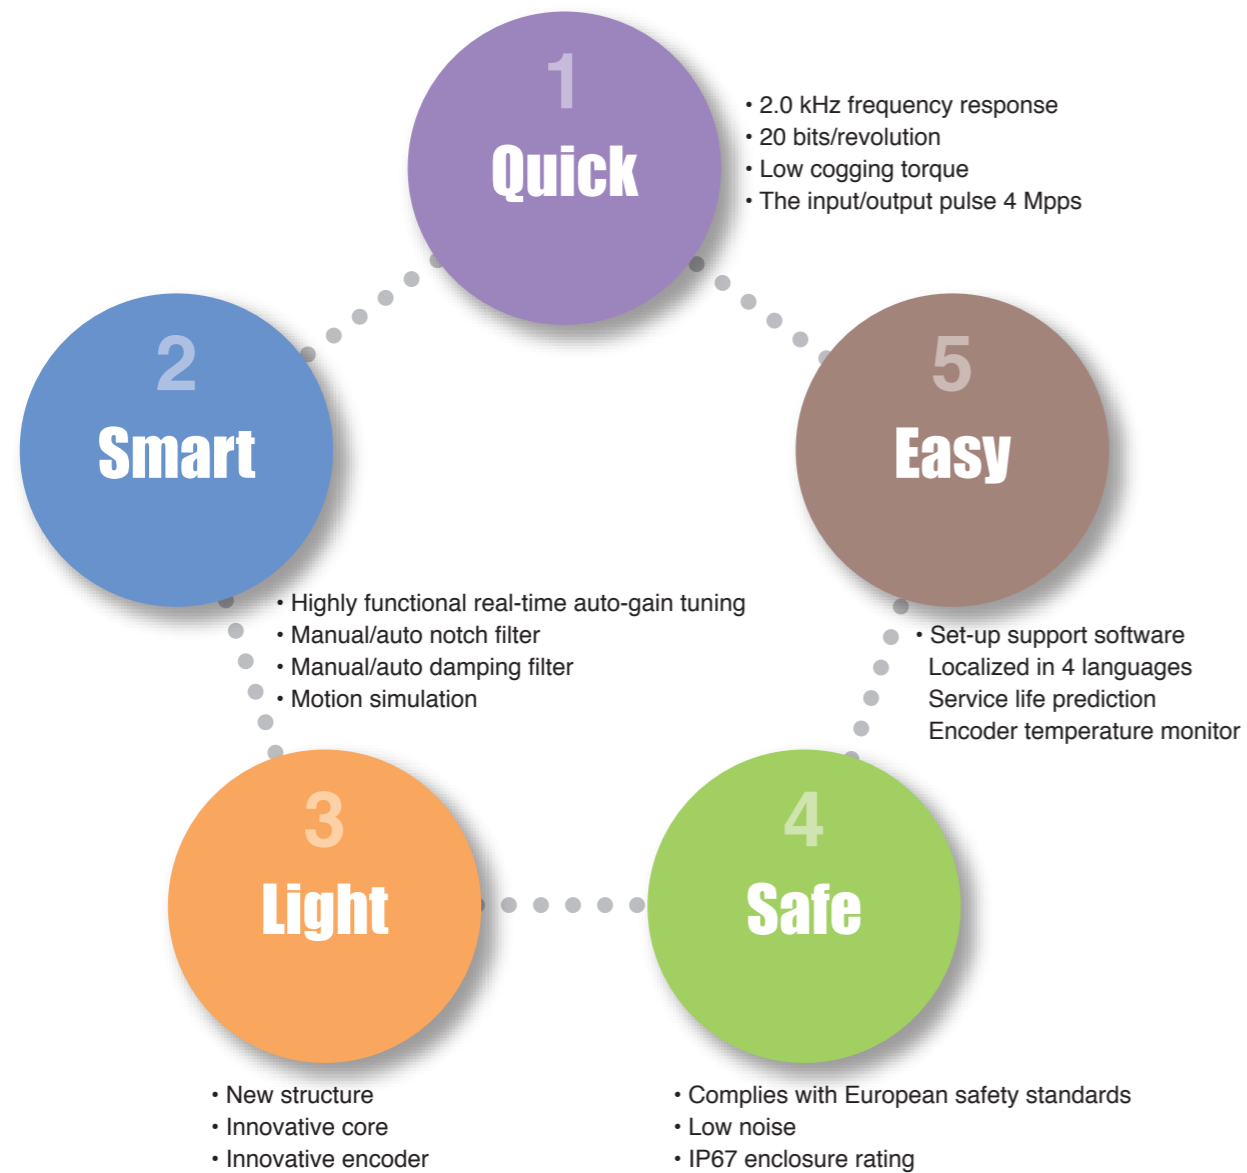 1
Quick
• 2.0 kHz frequency response
• 20 bits/revolution
• Low cogging torque
• The input/output pulse 4 Mpps
2
Smart
• Highly functional real-time auto-gain tuning
• Manual/auto notch filter
• Manual/auto damping filter
• Motion simulation
3
Light
• New structure
• Innovative core
• Innovative encoder
4
Safe
• Complies with European safety standards
• Low noise
• IP67 enclosure rating
5
Easy
• Set-up support software
Localized in 4 languages
Service life prediction
Encoder temperature monitor